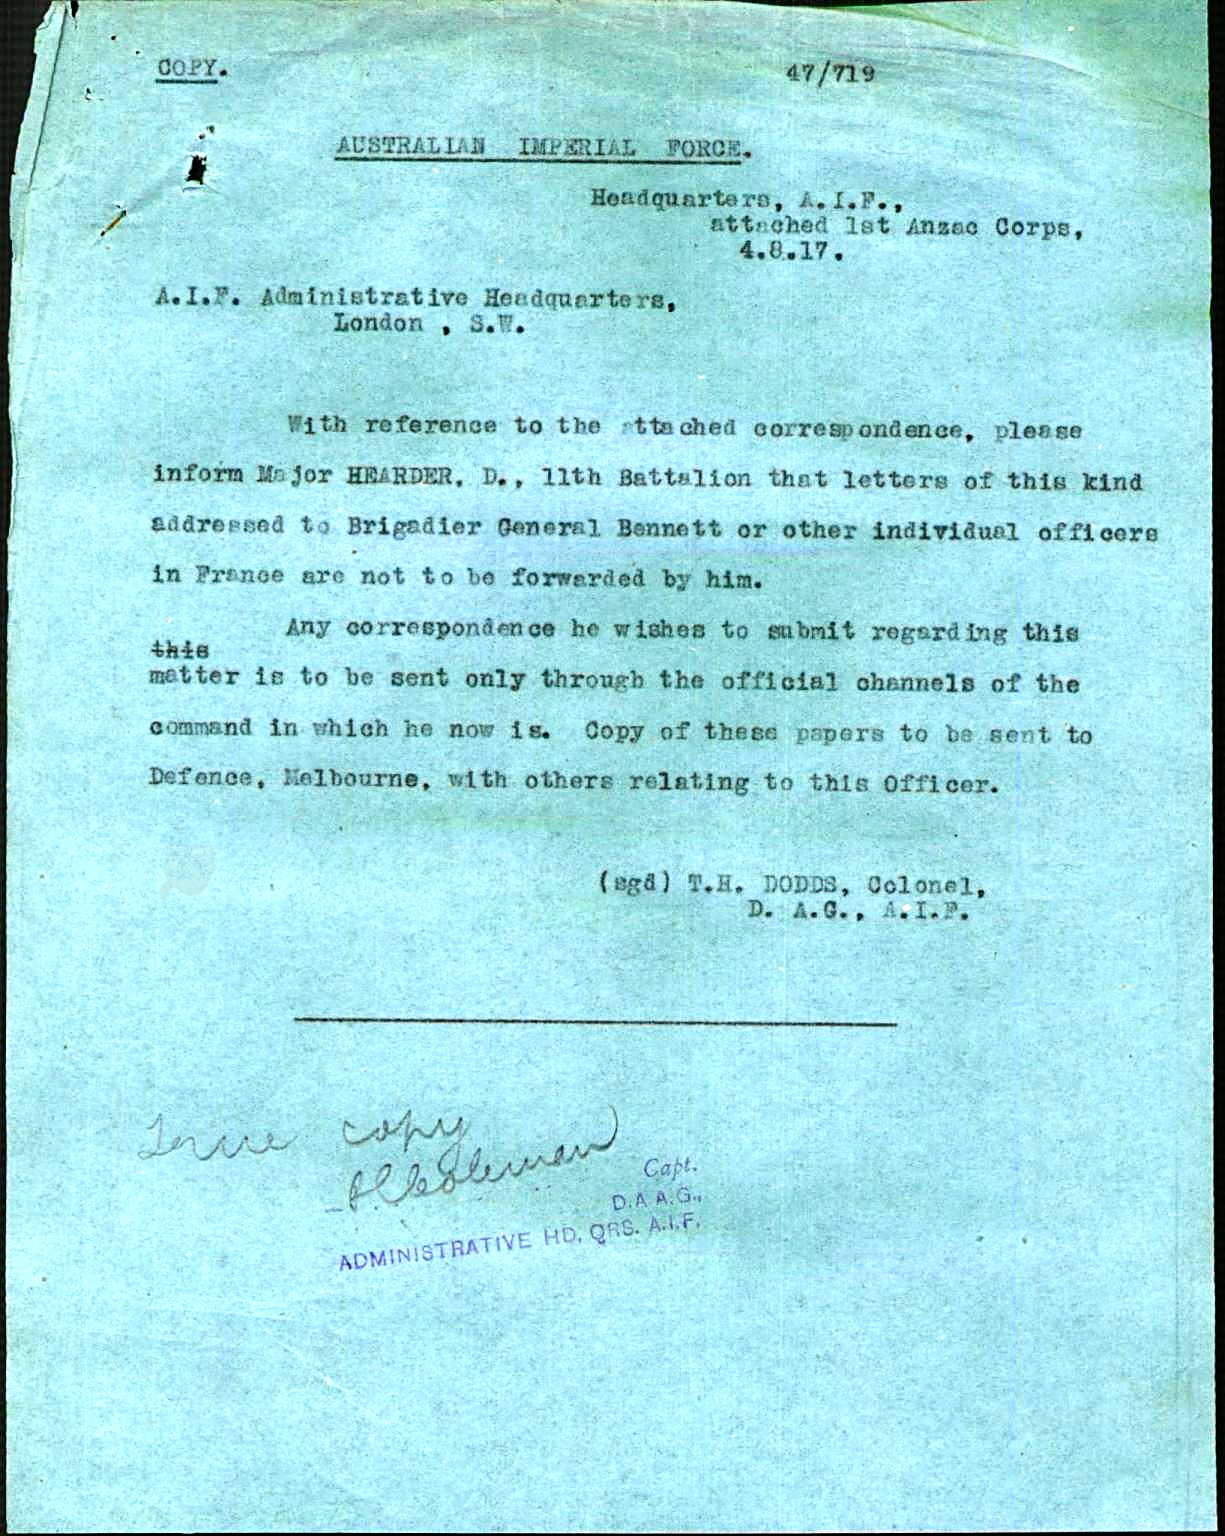 COPY.
47/719
AUSTRALIAN IMPERIAL FORCE.
Headquarters, A.I.F.,
attached 1st Anzac Corps,
4.8.17.
A.I.F. Administrative Headquarters,
London , S.W.
With reference to the attached correspondence, please
inform Major HEARDER, D., 11th Battalion that letters of this kind
addressed to Brigadier General Bennett or other individual officers
in France are not to be forwarded by him.
Any correspondence he wishes to submit regarding this
this
matter is to be sent only through the official channels of the
command in which he now is. Copy of these papers to be sent to
Defence, Melbourne, with others relating to this Officer.
(sgd) T.H. DODDS, Colonel,
D. A.G., A.I.F.
True copy
Coleman
Capt.
D.A.A.G.,
ADMINISTRATIVE HD. QRS. A.I.F.